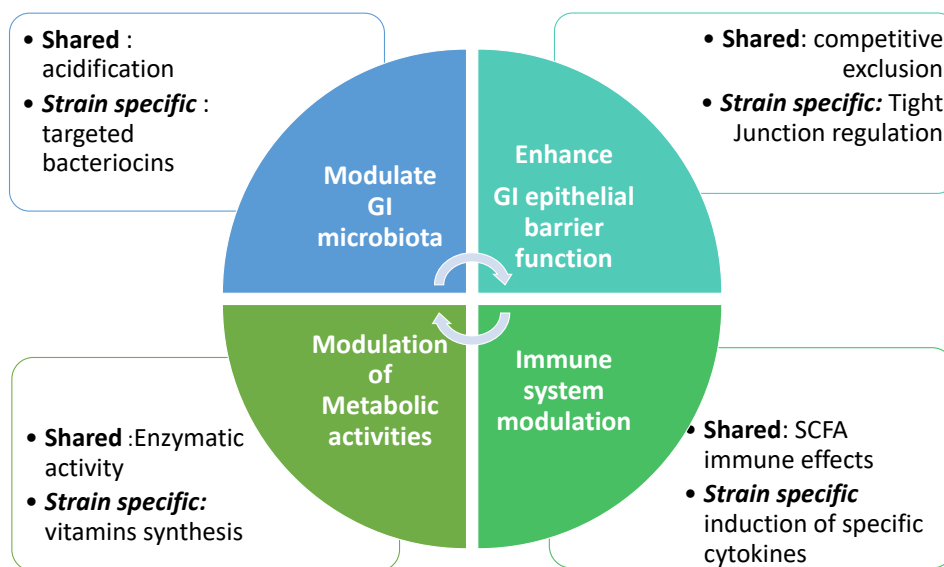 • Shared :
acidification
• Strain specific :
targeted
bacteriocins
• Shared: competitive
exclusion
• Strain specific: Tight
Junction regulation
Modulate
GI
microbiota
Enhance
GI epithelial
barrier
function
Modulation
of
Metabolic
activities
Immune
system
modulation
• Shared :Enzymatic
activity
• Strain specific:
vitamins synthesis
• Shared: SCFA
immune effects
• Strain specific
induction of specific
cytokines